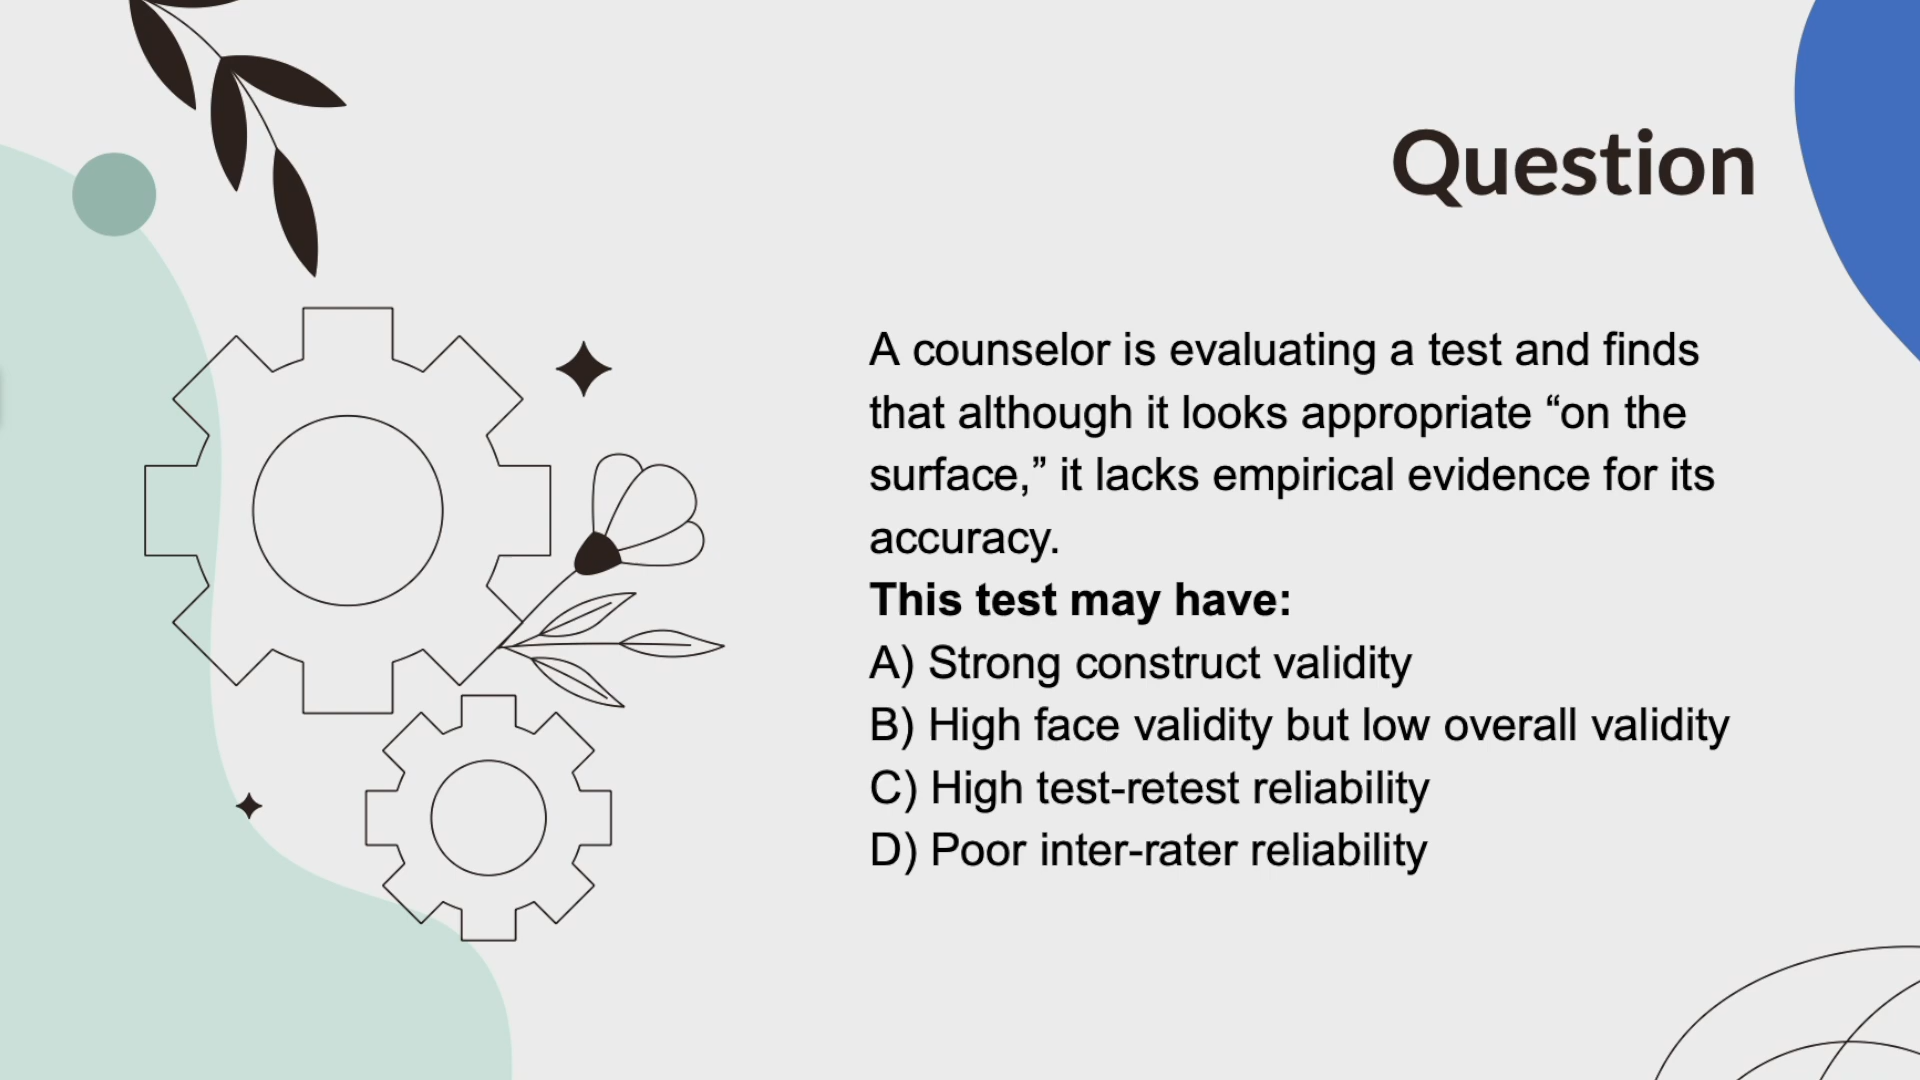 Question
A counselor is evaluating a test and finds
that although it looks appropriate “on the
surface,” it lacks empirical evidence for its
accuracy.
This test may have:
A) Strong construct validity
B) High face validity but low overall validity
C) High test-retest reliability
D) Poor inter-rater reliability